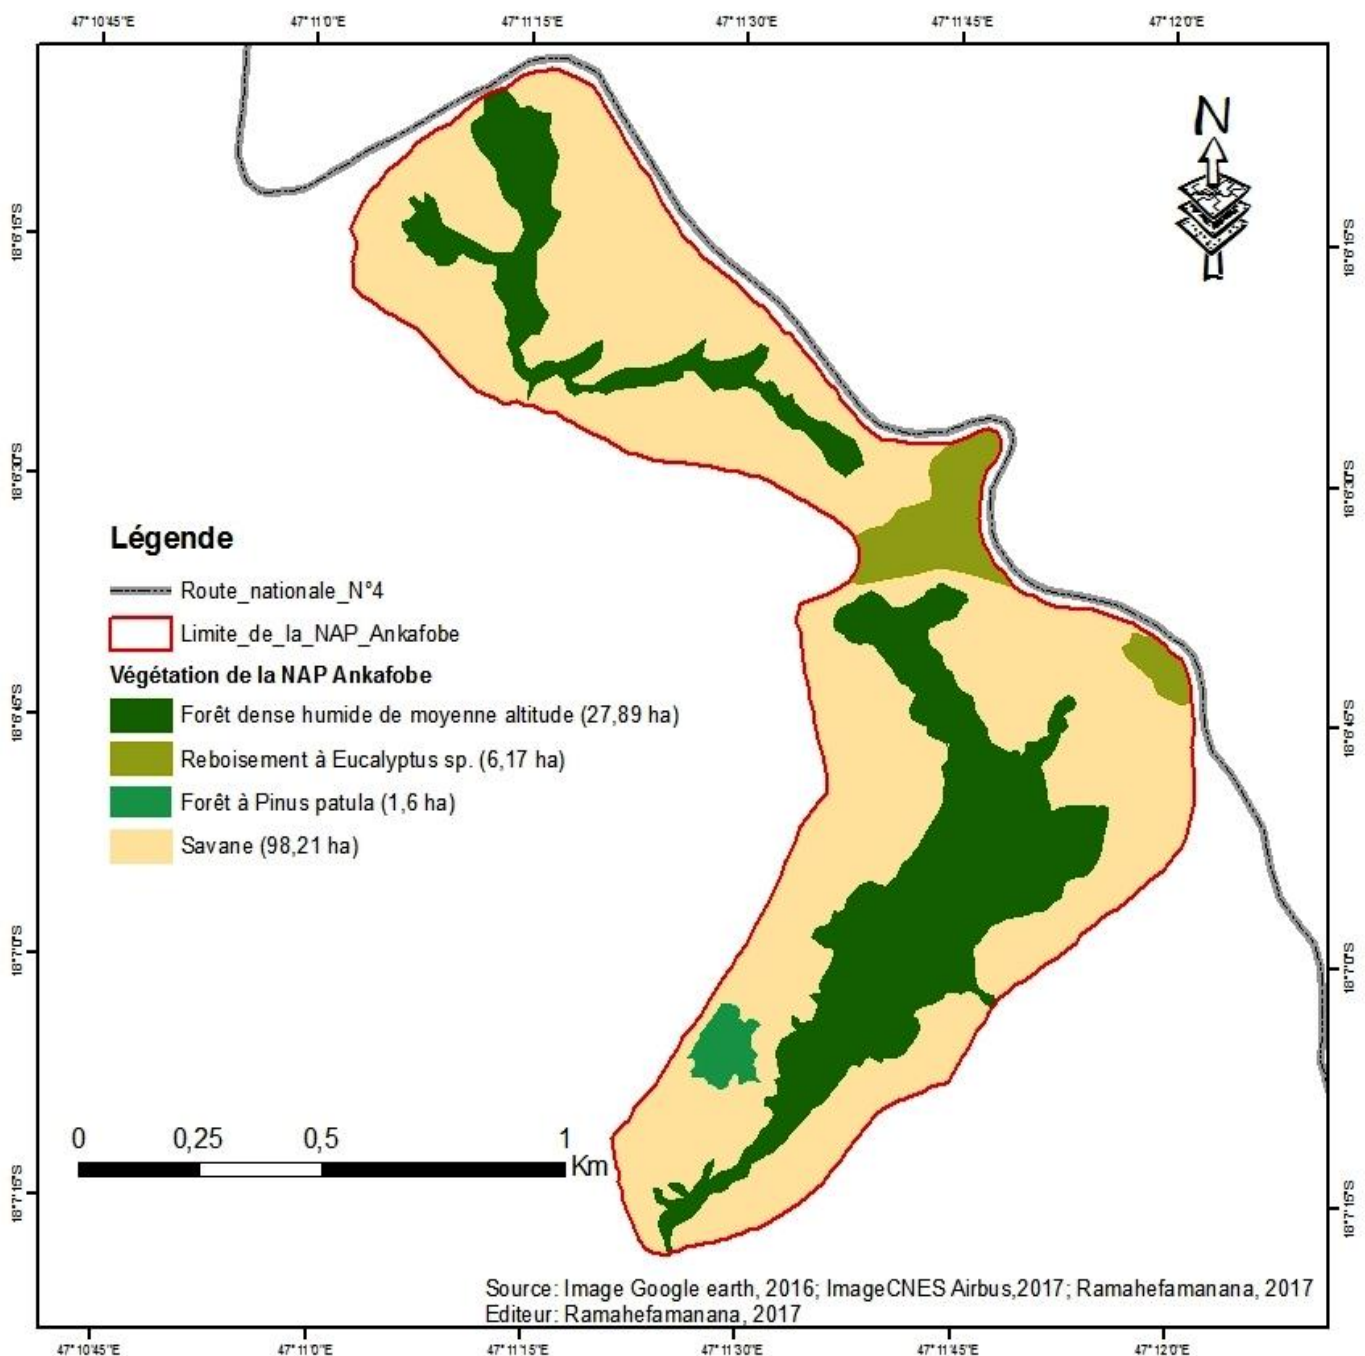 47°10'45"E 47°11'0"E 47°11'15"E 47°11'30"E 47°11'45"E 47°12'0"E
N
18°6'15"S 18°6'15"S
18°6'30"S 18°6'30"S
Légende
Route_nationale_N°4
Limite_de_la_NAP_Ankafobe
Végétation de la NAP Ankafobe
Forêt dense humide de moyenne altitude (27,89 ha)
18°6'45"S 18°6'45"S
Reboisement à Eucalyptus sp. (6,17 ha)
Forêt à Pinus patula (1,6 ha)
Savane (98,21 ha)
18°7'0"S 18°7'0"S
0 0,25 0,5 1
Km
18°7'15"S 18°7'15"S
Source: Image Google earth, 2016; ImageCNES Airbus,2017; Ramahefamanana, 2017
Editeur: Ramahefamanana, 2017
47°10'45"E 47°11'0"E 47°11'15"E 47°11'30"E 47°11'45"E 47°12'0"E